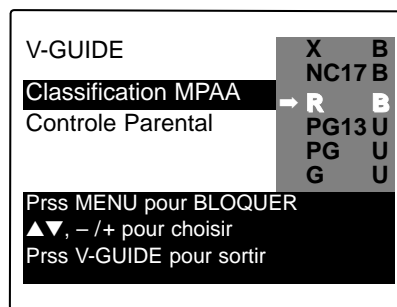 V-GUIDE
Classification MPAA
Controle Parental
X B
NC17 B
➡ R B
PG13 U
PG U
G U
Prss MENU pour BLOQUER
▲▼, – /+ pour choisir
Prss V-GUIDE pour sortir